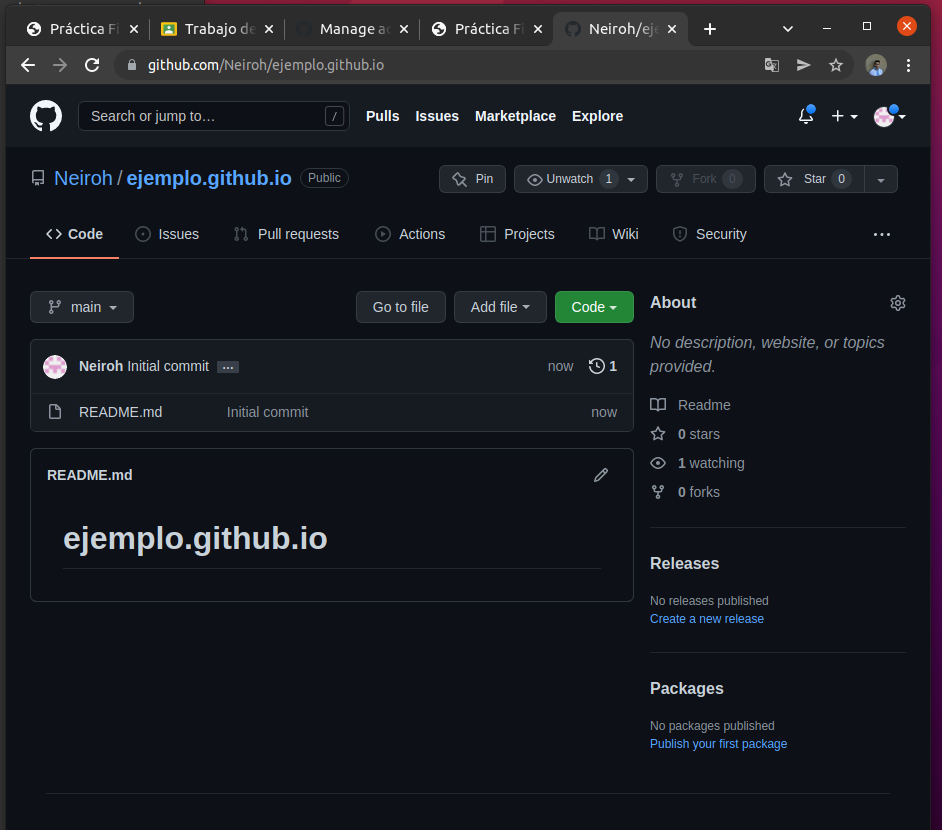 Práctica Fi
Trabajo de
Manage ac
Práctica Fi
Neiroh/eje
github.com/Neiroh/ejemplo.github.io
Search or jump to…
/
Pulls
Issues
Marketplace
Explore
Neiroh / ejemplo.github.io
Public
Pin
Unwatch 1
Fork 0
Star 0
Code
Issues
Pull requests
Actions
Projects
Wiki
Security
main
Go to file
Add file
Code
Neiroh Initial commit ...
now
1
README.md
Initial commit
now
README.md
ejemplo.github.io
About
No description, website, or topics
provided.
Readme
0 stars
1 watching
0 forks
Releases
No releases published
Create a new release
Packages
No packages published
Publish your first package